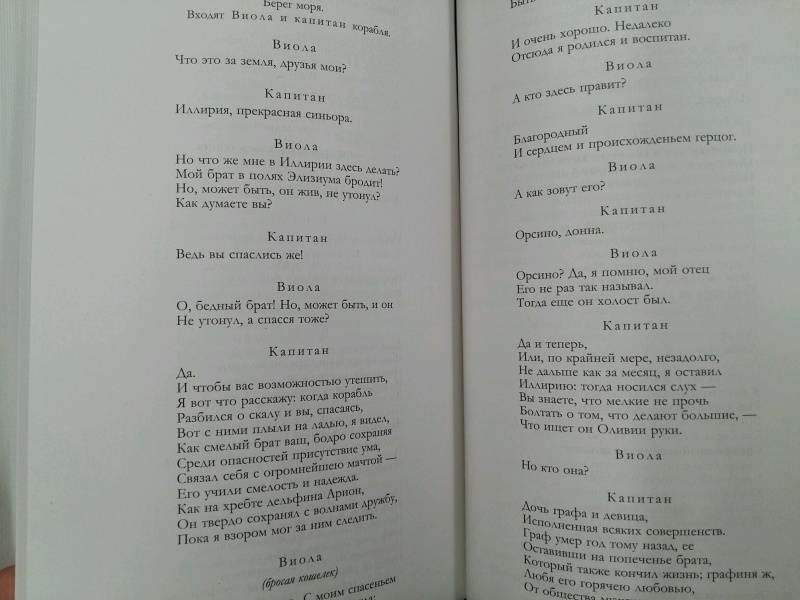 Берег моря.
Входят Виола и капитан корабля.
Виола
Что это за земля, друзья мои?
Капитан
Иллирия, прекрасная синьора.
Виола
Но что же мне в Иллирии здесь делать?
Мой брат в полях Элизиума бродит!
Но, может быть, он жив, не утонул?
Как думаете вы?
Капитан
Ведь вы спаслись же!
Виола
О, бедный брат! Но, может быть, и он
Не утонул, а спасся тоже?
Капитан
Да.
И чтобы вас возможностью утешить,
Я вот что расскажу: когда корабль
Разбился о скалу и вы, спасаясь,
Вот с ними плыли на ладью, я видел,
Как смелый брат ваш, бодро сохраняя
Среди опасностей присутствие ума,
Связал себя с огромнейшею мачтой —
Его учили смелость и надежда.
Как на хребте дельфина Арион,
Он твердо сохранял с волнами дружбу,
Пока я взором мог за ним следить.
Виола
(бросая кошелек)
С моим спасеньем
Капитан
И очень хорошо. Недалеко
Отсюда я родился и воспитан.
Виола
А кто здесь правит?
Капитан
Благородный
И сердцем и происхожденьем герцог.
Виола
А как зовут его?
Капитан
Орсино, донна.
Виола
Орсино? Да, я помню, мой отец
Его не раз так называл.
Тогда еще он холост был.
Капитан
Да и теперь,
Или, по крайней мере, незадолго,
Не дальше как за месяц, я оставил
Иллирию: тогда носился слух —
Вы знаете, что мелкие не прочь
Болтать о том, что делают большие, —
Что ищет он Оливии руки.
Виола
Но кто она?
Капитан
Дочь графа и девица,
Исполненная всяких совершенств.
Граф умер год тому назад, ее
Оставивши на попеченье брата,
Который также кончил жизнь; графиня ж,
Любя его горячею любовью,
От общества